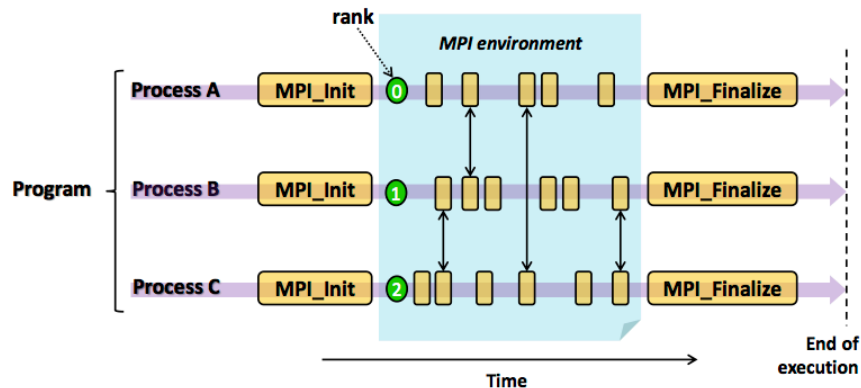 rank
MPI environment
Process A
MPI_Init
0
MPI_Finalize
Program
Process B
MPI_Init
1
MPI_Finalize
Process C
MPI_Init
2
MPI_Finalize
Time
End of
execution